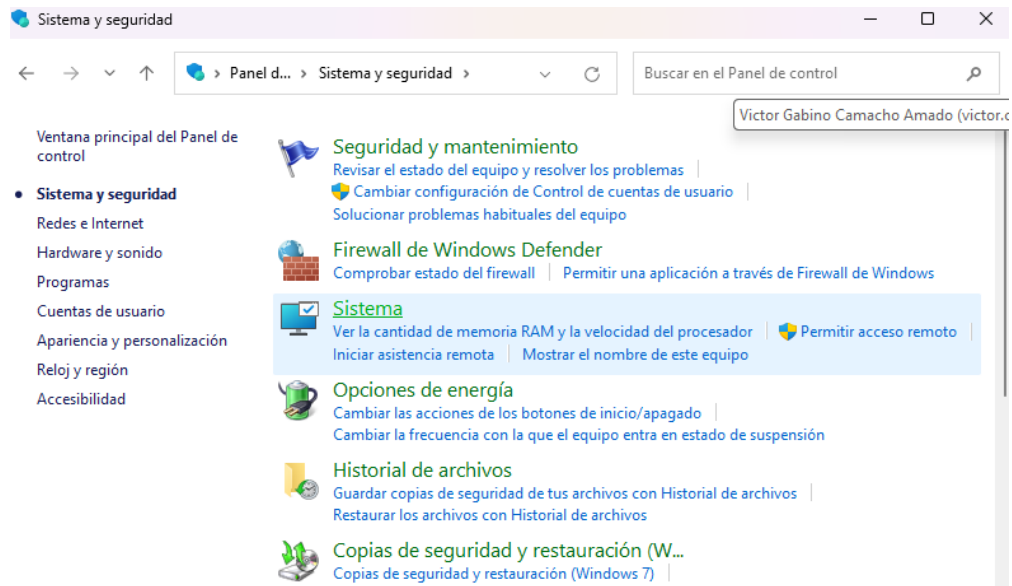 Sistema y seguridad
Panel d... › Sistema y seguridad ›
Buscar en el Panel de control
Victor Gabino Camacho Amado (victor.
Ventana principal del Panel de
control
Sistema y seguridad
Redes e Internet
Hardware y sonido
Programas
Cuentas de usuario
Apariencia y personalización
Reloj y región
Accesibilidad
Seguridad y mantenimiento
Revisar el estado del equipo y resolver los problemas
Cambiar configuración de Control de cuentas de usuario
Solucionar problemas habituales del equipo
Firewall de Windows Defender
Comprobar estado del firewall Permitir una aplicación a través de Firewall de Windows
Sistema
Ver la cantidad de memoria RAM y la velocidad del procesador Permitir acceso remoto
Iniciar asistencia remota Mostrar el nombre de este equipo
Opciones de energía
Cambiar las acciones de los botones de inicio/apagado
Cambiar la frecuencia con la que el equipo entra en estado de suspensión
Historial de archivos
Guardar copias de seguridad de tus archivos con Historial de archivos
Restaurar los archivos con Historial de archivos
Copias de seguridad y restauración (W...
Copias de seguridad y restauración (Windows 7)